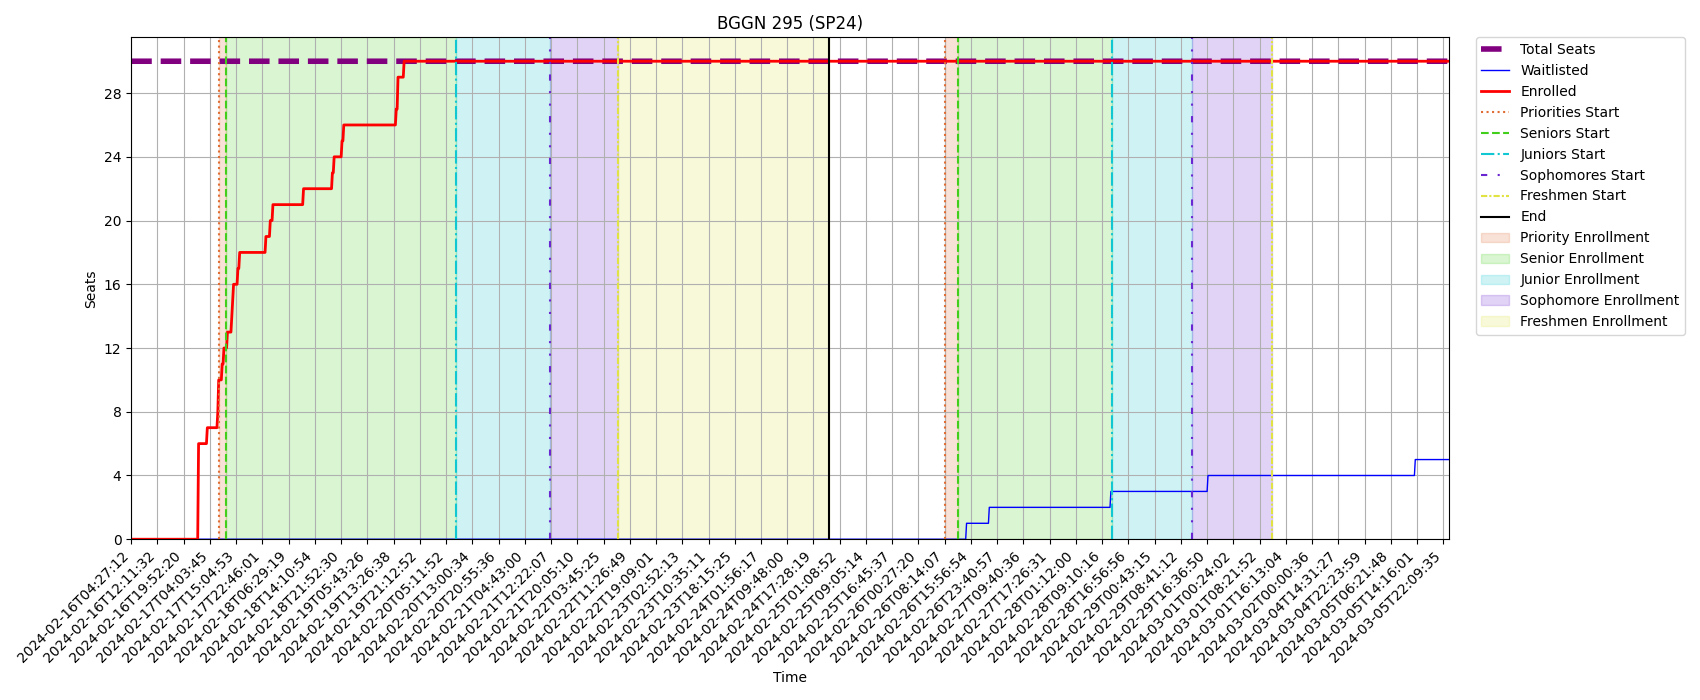 BGGN 295 (SP24)
Total Seats
Waitlisted
Enrolled
Priorities Start
Seniors Start
Juniors Start
Sophomores Start
Freshmen Start
End
Priority Enrollment
Senior Enrollment
Junior Enrollment
Sophomore Enrollment
Freshmen Enrollment
Seats
28
24
20
16
12
8
4
0
2024-02-16T04:27:12
2024-02-16T12:11:32
2024-02-16T19:52:20
2024-02-17T04:03:45
2024-02-17T15:04:53
2024-02-17T22:46:01
2024-02-18T06:29:19
2024-02-18T14:10:54
2024-02-18T21:52:30
2024-02-19T05:43:26
2024-02-19T13:26:38
2024-02-19T21:12:52
2024-02-20T05:11:52
2024-02-20T13:00:34
2024-02-20T20:55:36
2024-02-21T04:43:00
2024-02-21T12:22:07
2024-02-21T20:05:10
2024-02-22T03:45:25
2024-02-22T11:26:49
2024-02-22T19:09:01
2024-02-23T02:52:13
2024-02-23T10:35:11
2024-02-23T18:15:25
2024-02-24T01:56:17
2024-02-24T09:48:00
2024-02-24T17:28:19
2024-02-25T01:08:52
2024-02-25T09:05:14
2024-02-25T16:45:37
2024-02-26T00:27:20
2024-02-26T08:14:07
2024-02-26T15:56:54
2024-02-26T23:40:57
2024-02-27T09:40:36
2024-02-27T17:26:31
2024-02-28T01:12:00
2024-02-28T09:10:16
2024-02-28T16:56:56
2024-02-29T00:43:15
2024-02-29T08:41:12
2024-02-29T16:36:50
2024-03-01T00:24:02
2024-03-01T08:21:52
2024-03-01T16:13:04
2024-03-02T00:00:36
2024-03-04T14:31:27
2024-03-04T22:23:59
2024-03-05T06:21:48
2024-03-05T14:16:01
2024-03-05T22:09:35
Time